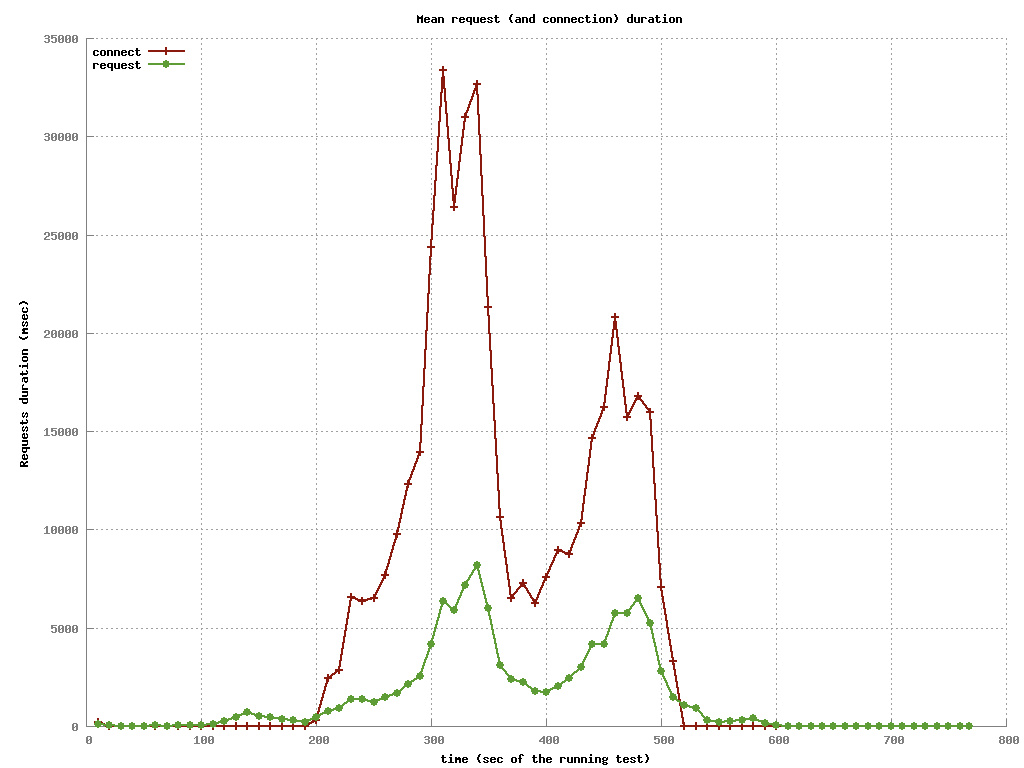 Mean request (and connection) duration
35000
connect
request
30000
25000
20000
15000
10000
5000
0
Requests duration (msec)
0 100 200 300 400 500 600 700 800
time (sec of the running test)